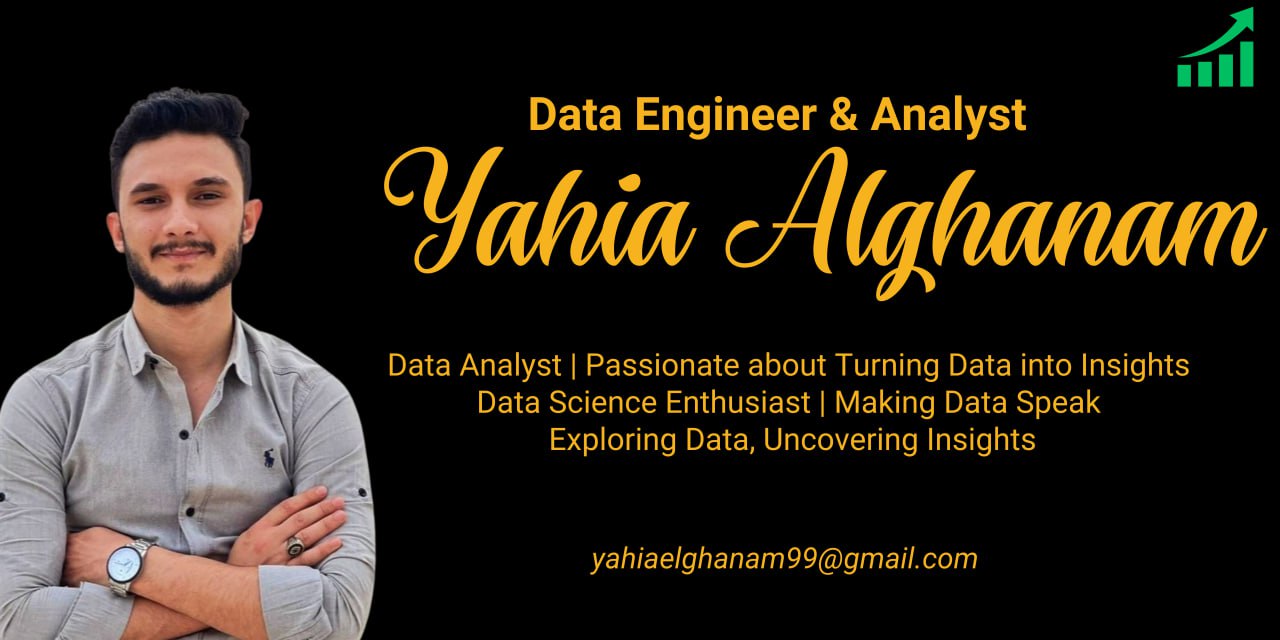 Data Engineer & Analyst
Yahia Alghanam
Data Analyst | Passionate about Turning Data into Insights
Data Science Enthusiast | Making Data Speak
Exploring Data, Uncovering Insights
yahiaelghanam99@gmail.com